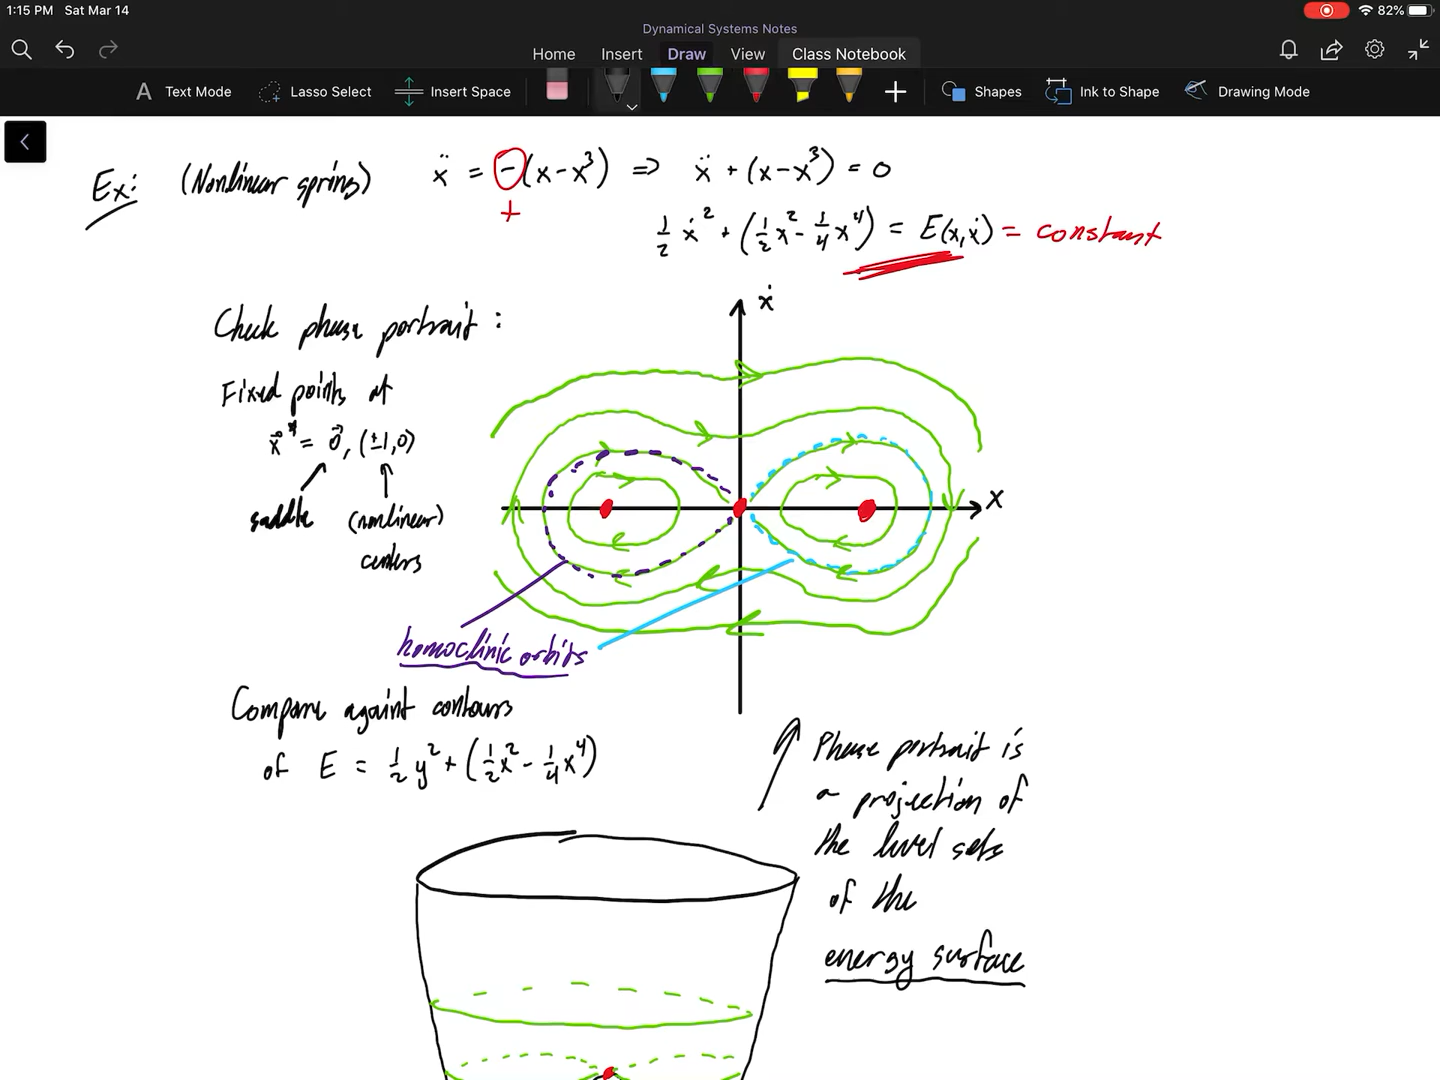 1:15 PM Sat Mar 14
82%
Dynamical Systems Notes
Home Insert Draw View Class Notebook
Text Mode Lasso Select Insert Space Shapes Ink to Shape Drawing Mode
Ex: (Nonlinear spring) ẍ = -(x-x³) ⇒ ẍ + (x-x³) = 0
+
½ ẋ² + (½x² - ¼x⁴) = E(x,ẋ) = constant
ẋ
Check phase portrait:
Fixed points at
x⃗* = 0⃗, (±1,0)
x
saddle (nonlinear)
centers
homoclinic orbits
Compare againt contours
of E = ½y² + (½x² - ¼x⁴)
Phase portrait is
a projection of
the level sets
of the
energy surface